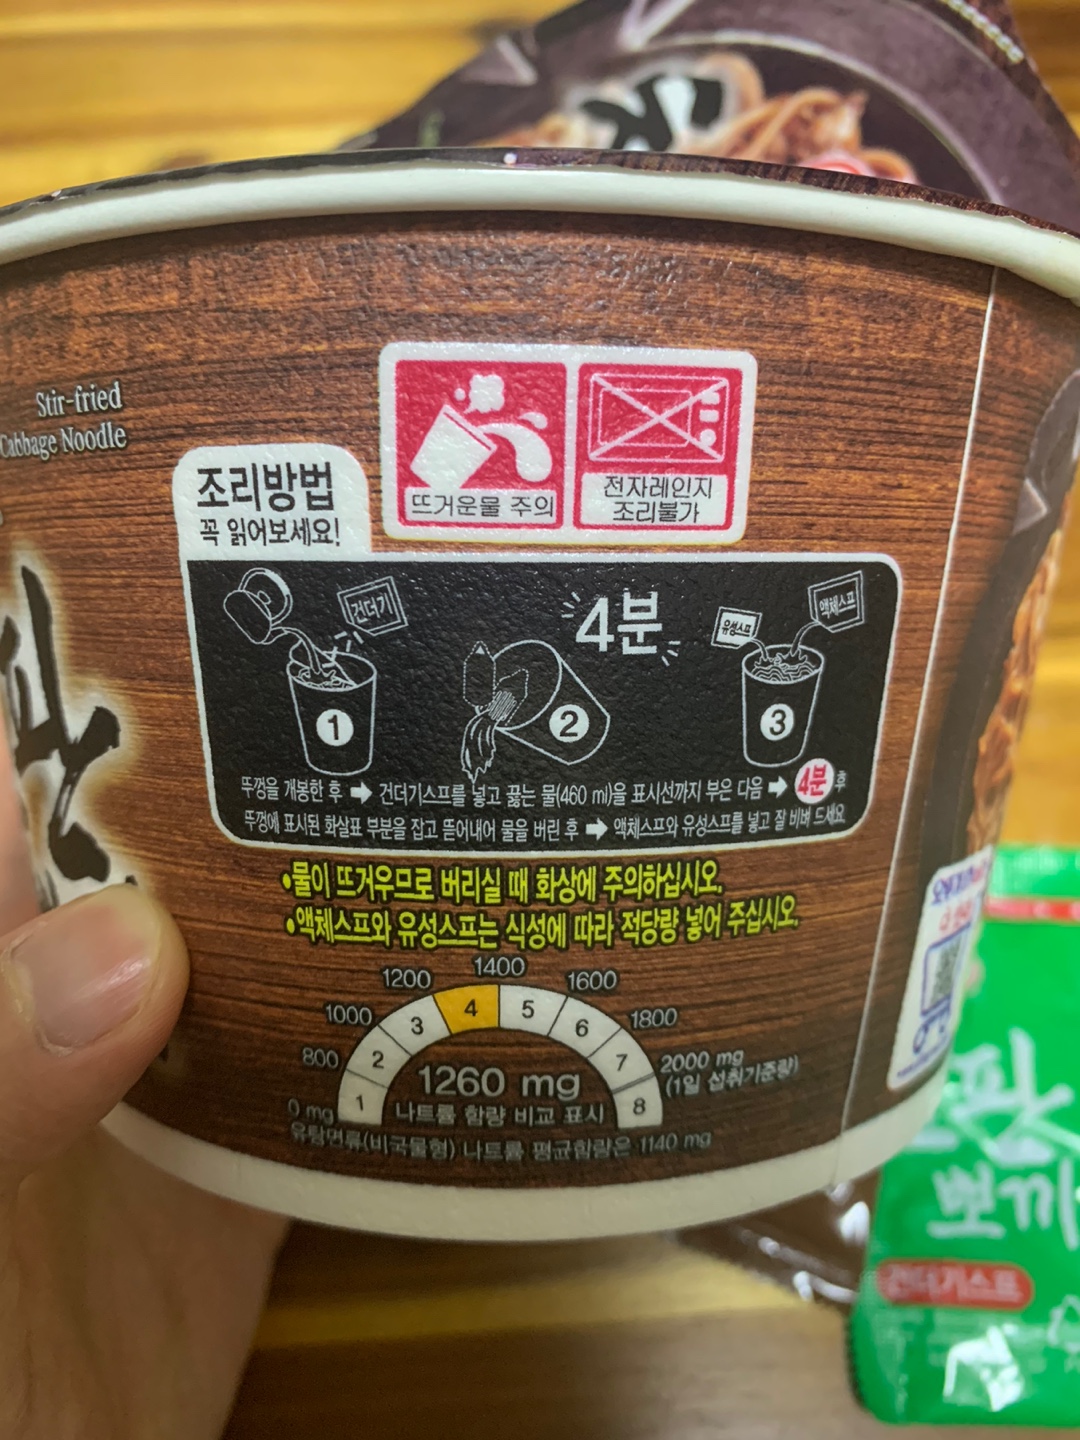 Stir-fried
Cabbage Noodle
뜨거운물 주의
전자레인지
조리불가
조리방법
꼭 읽어보세요!
건더기
4분
유성스프
액체스프
1
2
3
뚜껑을 개봉한 후 ➡ 건더기스프를 넣고 끓는 물(460 ml)을 표시선까지 부은 다음 ➡ 4분 후
뚜껑에 표시된 화살표 부분을 잡고 뜯어내어 물을 버린 후 ➡ 액체스프와 유성스프를 넣고 잘 비벼 드세요
•물이 뜨거우므로 버리실 때 화상에 주의하십시오.
•액체스프와 유성스프는 식성에 따라 적당량 넣어 주십시오.
0 mg 800 1000 1200 1400 1600 1800 2000 mg
(1일 섭취기준량)
1 2 3 4 5 6 7 8
1260 mg
나트륨 함량 비교 표시
유탕면류(비국물형) 나트륨 평균함량은 1140 mg
짜
뽀끼
건더기스프